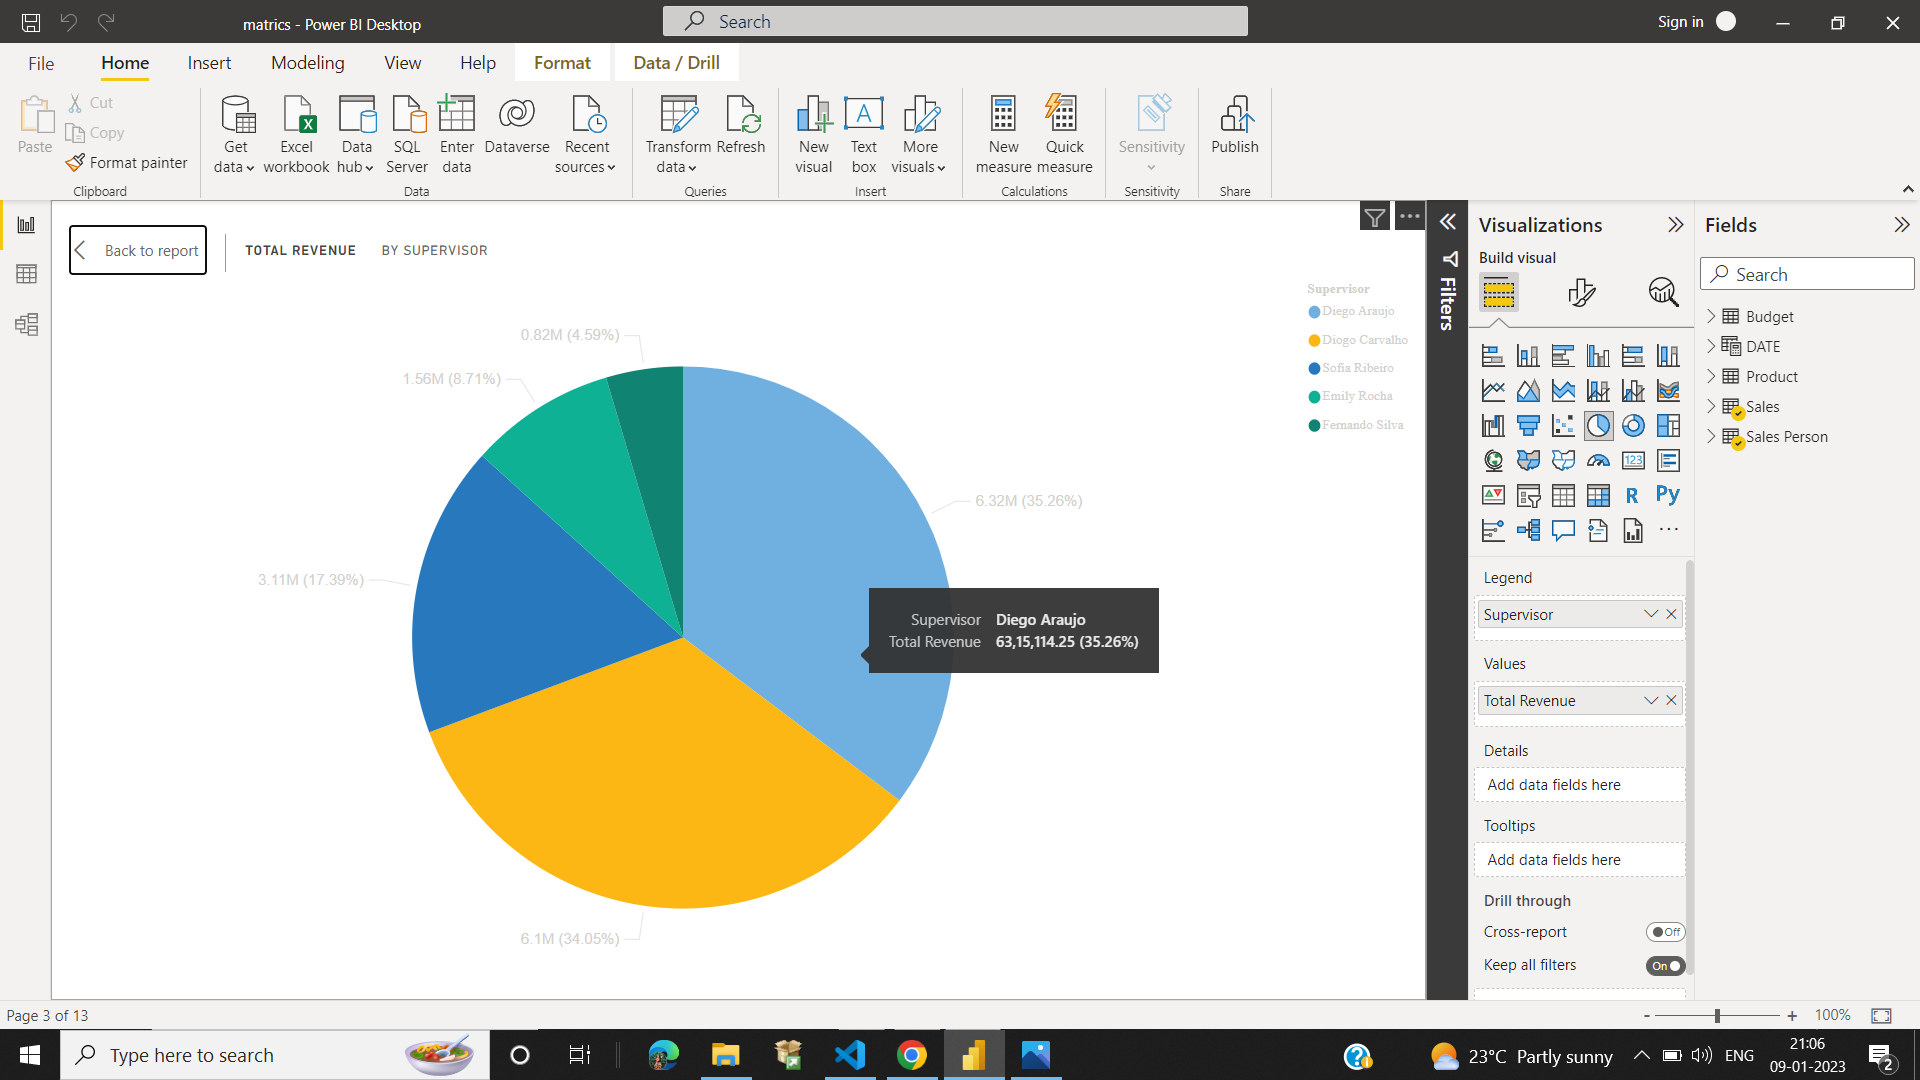 matrics - Power BI Desktop
Search
Sign in
File
Home
Insert
Modeling
View
Help
Format
Data / Drill
Paste
Cut
Copy
Format painter
Clipboard
Get data
Excel workbook
Data hub
SQL Server
Enter data
Dataverse
Recent sources
Data
Transform data
Refresh
Queries
New visual
Text box
More visuals
Insert
New measure
Quick measure
Calculations
Sensitivity
Sensitivity
Publish
Share
Back to report
TOTAL REVENUE
BY SUPERVISOR
Supervisor
Diego Araujo
Diogo Carvalho
Sofia Ribeiro
Emily Rocha
Fernando Silva
0.82M (4.59%)
1.56M (8.71%)
6.32M (35.26%)
3.11M (17.39%)
6.1M (34.05%)
Supervisor Diego Araujo
Total Revenue 63,15,114.25 (35.26%)
Filters
Visualizations
Build visual
123
R
Py
Legend
Supervisor
Values
Total Revenue
Details
Add data fields here
Tooltips
Add data fields here
Drill through
Cross-report
Off
Keep all filters
On
Fields
Search
Budget
DATE
Product
Sales
Sales Person
Page 3 of 13
- + 100%
Type here to search
23°C Partly sunny
ENG
21:06
09-01-2023
2